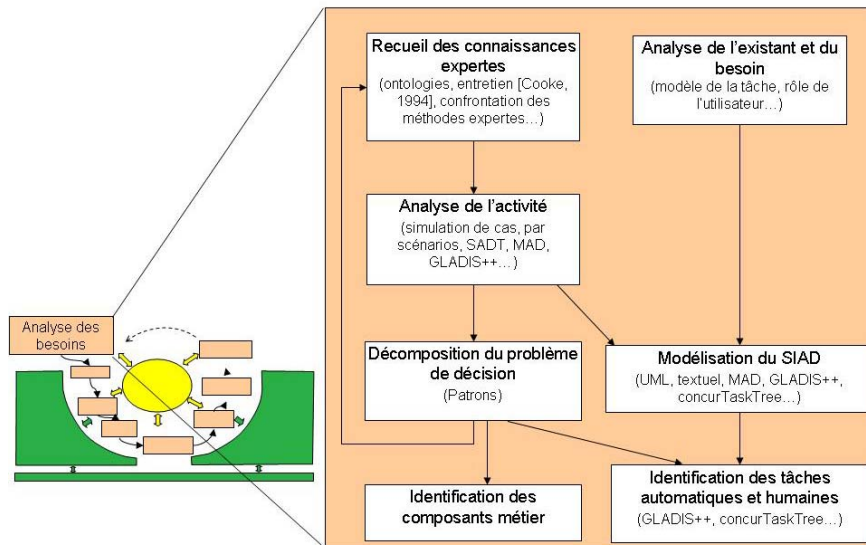 Recueil des connaissances
expertes
(ontologies, entretien [Cooke,
1994], confrontation des
méthodes expertes…)
Analyse de l'existant et du
besoin
(modèle de la tâche, rôle de
l'utilisateur…)
Analyse de l'activité
(simulation de cas, par
scénarios, SADT, MAD,
GLADIS++…)
Analyse des
besoins
Décomposition du problème
de décision
(Patrons)
Modélisation du SIAD
(UML, textuel, MAD, GLADIS++,
concurTaskTree…)
Identification des
composants métier
Identification des tâches
automatiques et humaines
(GLADIS++, concurTaskTree…)